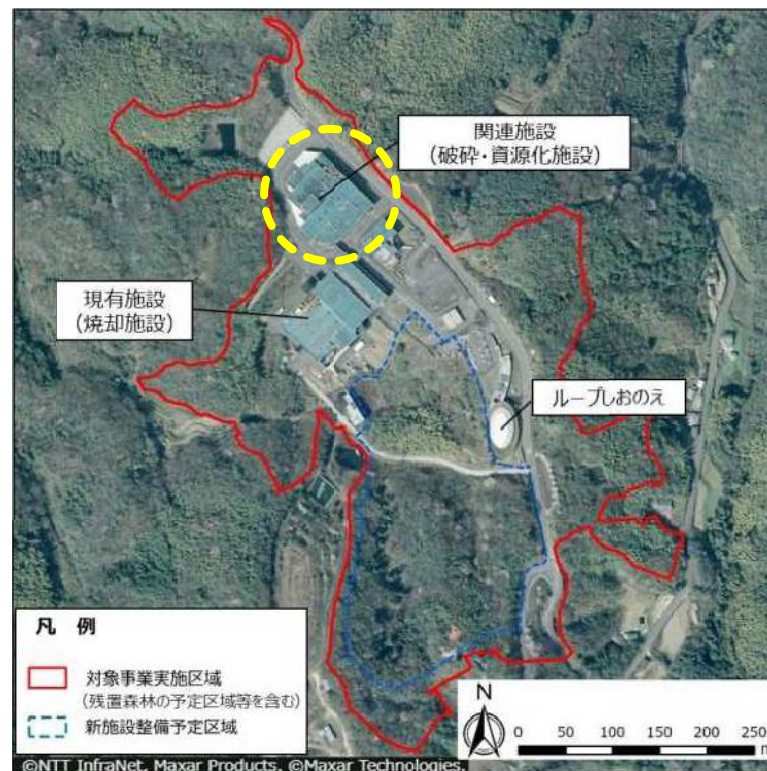 関連施設
(破砕・資源化施設)
現有施設
(焼却施設)
ループしおのえ
凡 例
対象事業実施区域
(残置森林の予定区域等を含む)
新施設整備予定区域
N
0 50 100 150 200 250
m
©NTT InfraNet, Maxar Products, ©Maxar Technologies.